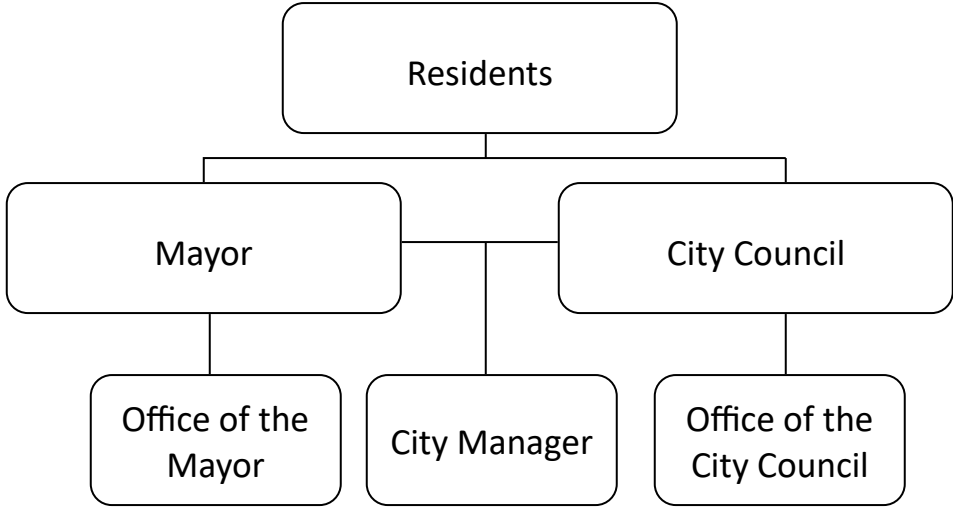 Residents
Mayor
City Council
Office of the
Mayor
City Manager
Office of the
City Council